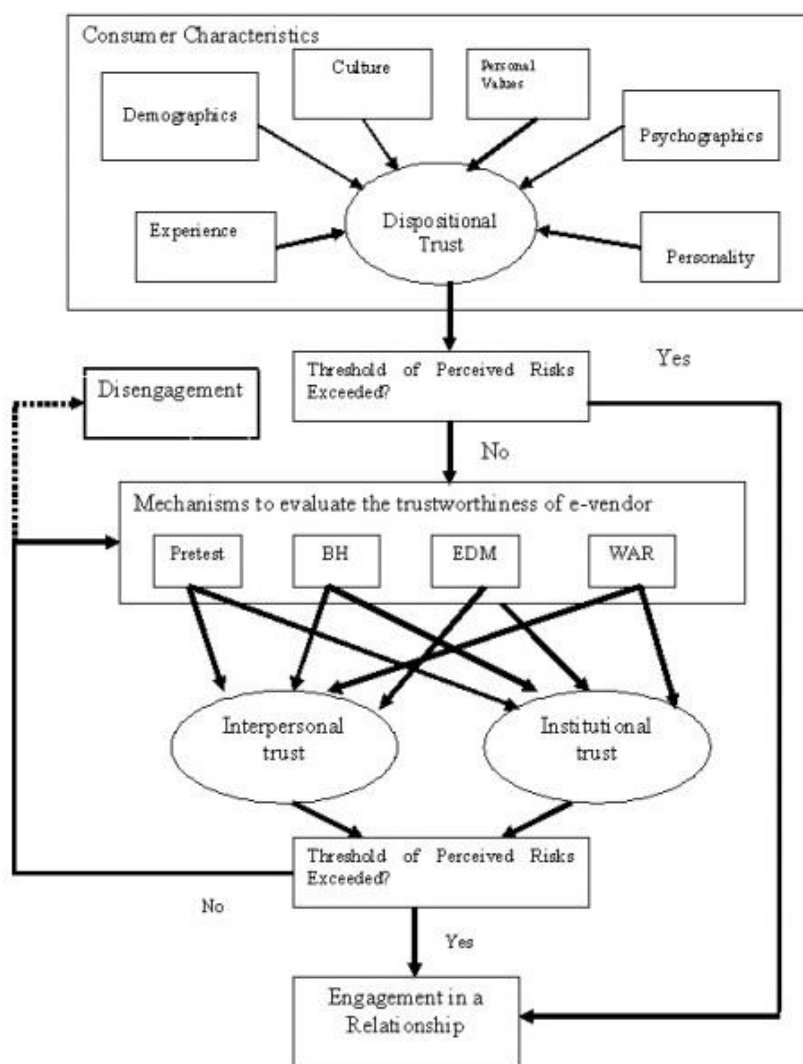 Consumer Characteristics
Culture
Personal
Values
Demographics
Psychographics
Dispositional
Trust
Experience
Personality
Threshold of Perceived Risks
Exceeded?
Yes
Disengagement
No
Mechanisms to evaluate the trustworthiness of e-vendor
Pretest
BH
EDM
WAR
Interpersonal
trust
Institutional
trust
Threshold of Perceived Risks
Exceeded?
No
Yes
Engagement in a
Relationship